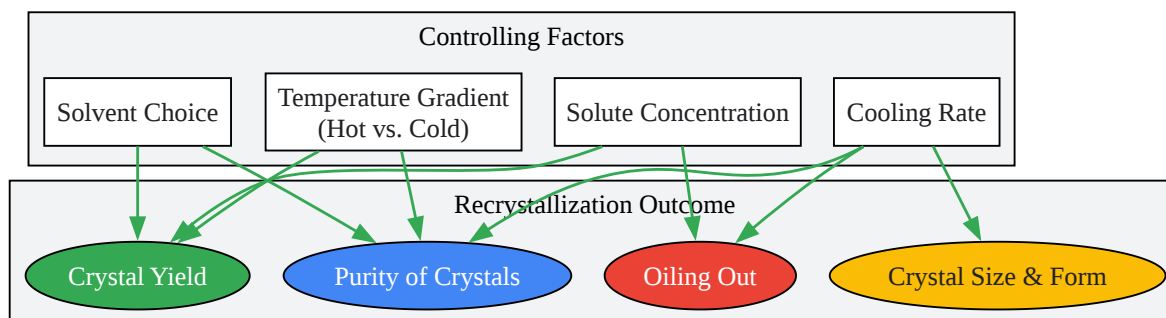 Controlling Factors
Solvent Choice
Temperature Gradient
(Hot vs. Cold)
Solute Concentration
Cooling Rate
Recrystallization Outcome
Crystal Yield
Purity of Crystals
Oiling Out
Crystal Size & Form